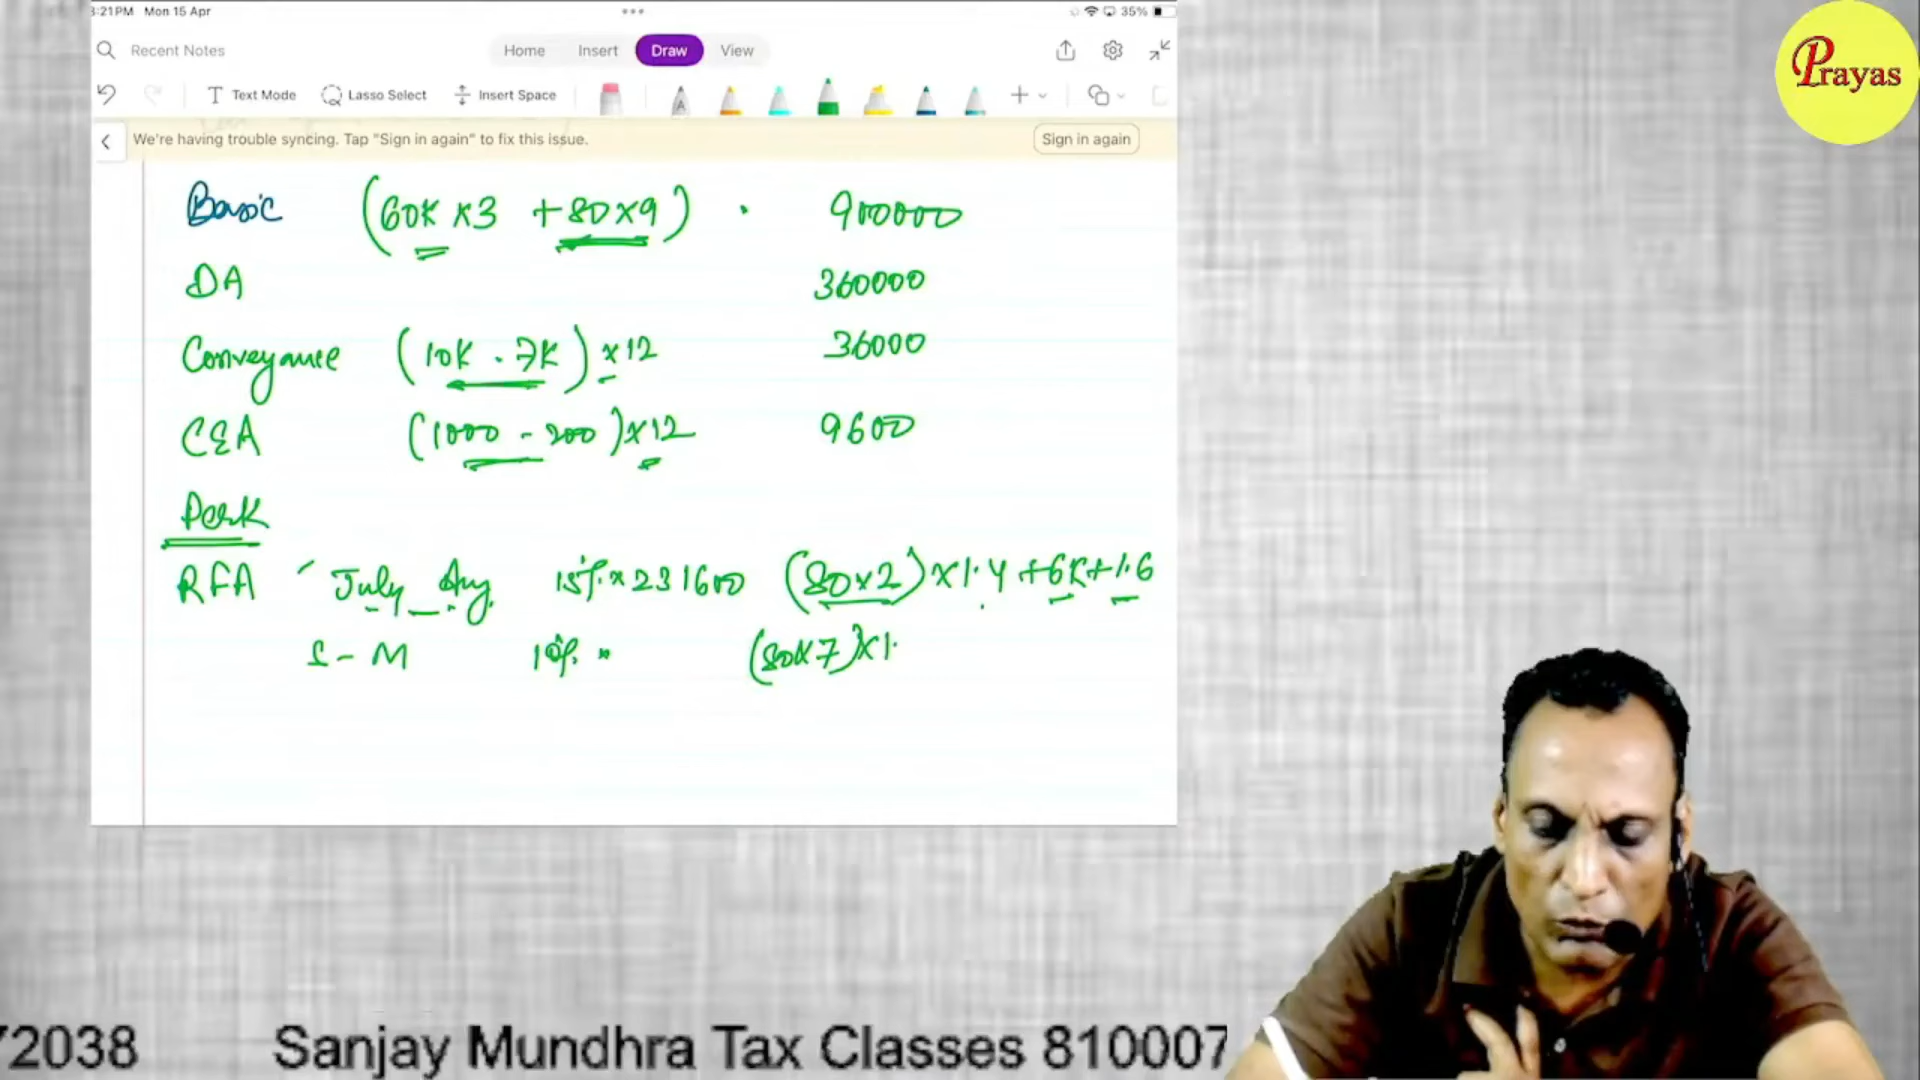 3:21PM Mon 15 Apr
35%
Recent Notes
Home Insert Draw View
Text Mode Lasso Select Insert Space
We're having trouble syncing. Tap "Sign in again" to fix this issue.
Sign in again
Prayas
Basic (60K x3 + 80x9) 900000
DA 360000
Conveyance (10K - 7K) x12 36000
CEA (1000 - 200) x12 9600
Perk
RFA July Aug. 15% x 231600 (80x2) x1.4 +6K+1.6
S - M 10% x (80x7)x1.
72038 Sanjay Mundhra Tax Classes 810007